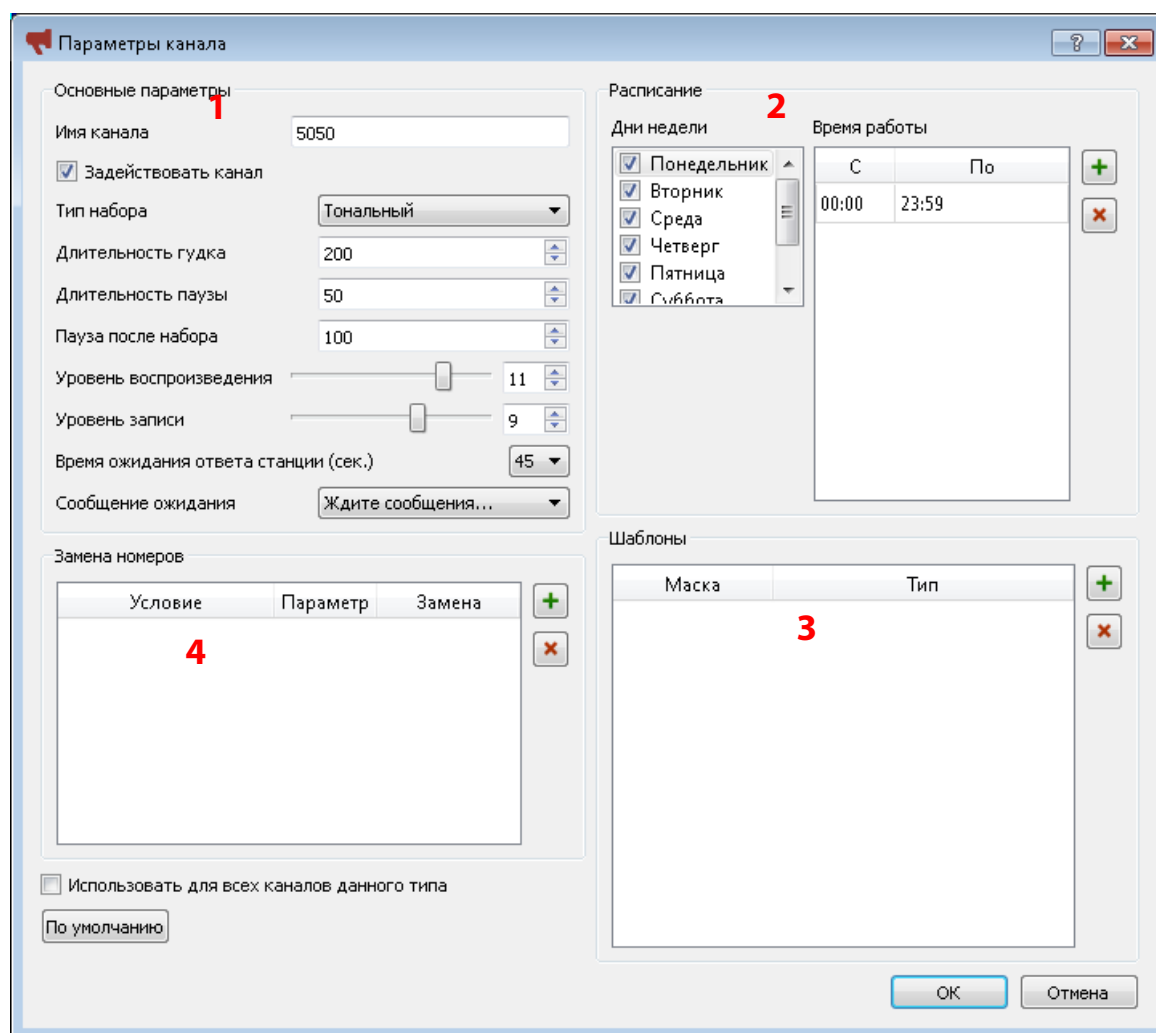 Параметры канала
Основные параметры
1
Имя канала 5050
Задействовать канал
Тип набора Тональный
Длительность гудка 200
Длительность паузы 50
Пауза после набора 100
Уровень воспроизведения 11
Уровень записи 9
Время ожидания ответа станции (сек.) 45
Сообщение ожидания Ждите сообщения...
Расписание
2
Дни недели Время работы
Понедельник
Вторник
Среда
Четверг
Пятница
Суббота
С По
00:00 23:59
Замена номеров
Условие Параметр Замена
4
Шаблоны
Маска Тип
3
Использовать для всех каналов данного типа
По умолчанию
ОК Отмена